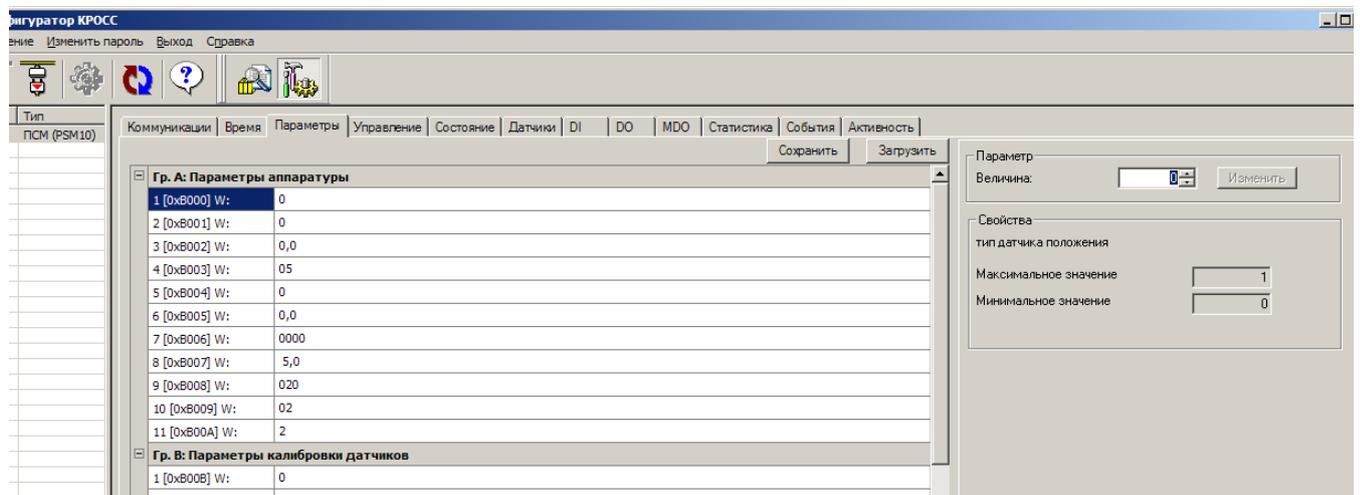 фигуратор КРОСС
ение Изменить пароль Выход Справка
Тип
ПСМ (PSM10)
Коммуникации Время Параметры Управление Состояние Датчики DI DO MDO Статистика События Активность
Сохранить Загрузить
Гр. A: Параметры аппаратуры
1 [0xB000] W: 0
2 [0xB001] W: 0
3 [0xB002] W: 0,0
4 [0xB003] W: 05
5 [0xB004] W: 0
6 [0xB005] W: 0,0
7 [0xB006] W: 0000
8 [0xB007] W: 5,0
9 [0xB008] W: 020
10 [0xB009] W: 02
11 [0xB00A] W: 2
Гр. B: Параметры калибровки датчиков
1 [0xB00B] W: 0
Параметр
Величина: 0 Изменить
Свойства
тип датчика положения
Максимальное значение 1
Минимальное значение 0